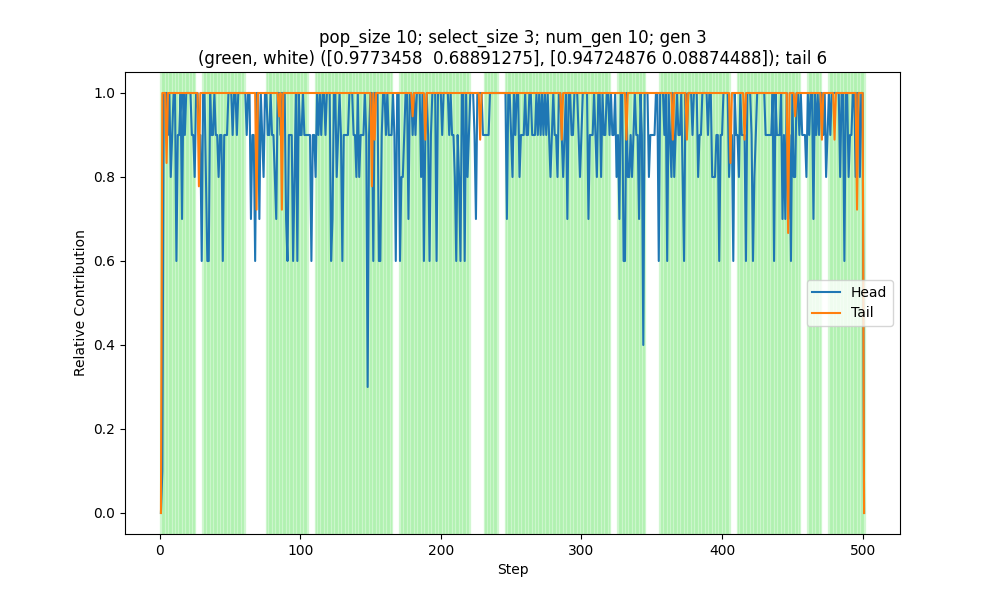 pop_size 10; select_size 3; num_gen 10; gen 3
(green, white) ([0.9773458  0.68891275], [0.94724876 0.08874488]); tail 6
1.0
0.8
0.6
0.4
0.2
0.0
Relative Contribution
Head
Tail
0
100
200
300
400
500
Step